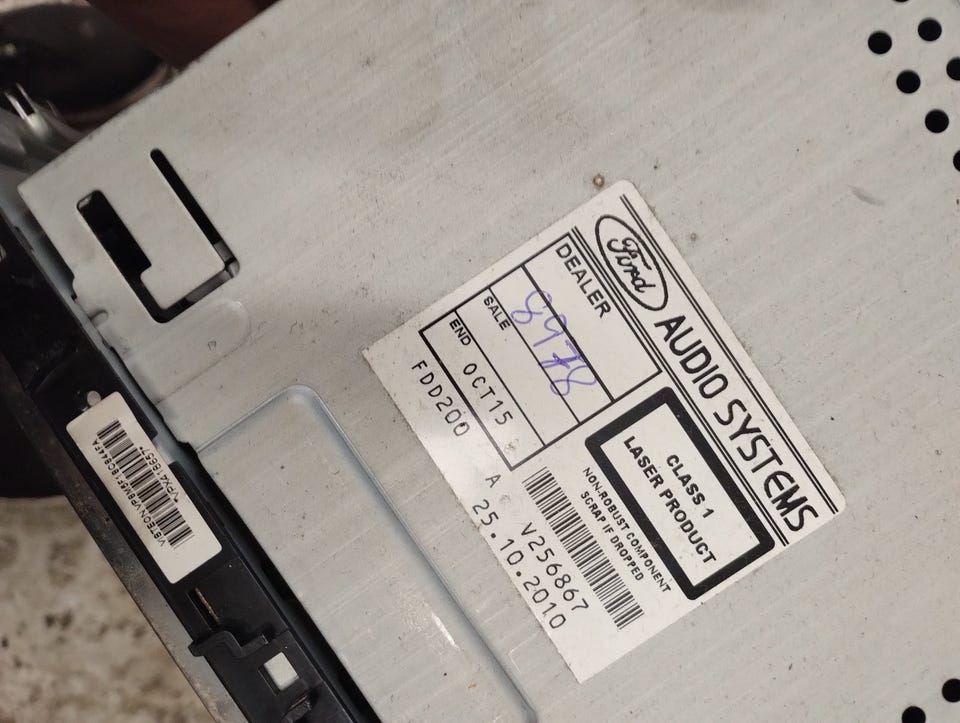 Ford AUDIO SYSTEMS
DEALER
8978
SALE
END OCT15
FDD200
CLASS 1
LASER PRODUCT
NON-ROBUST COMPONENT
SCRAP IF DROPPED
V256867
A 25.10.2010